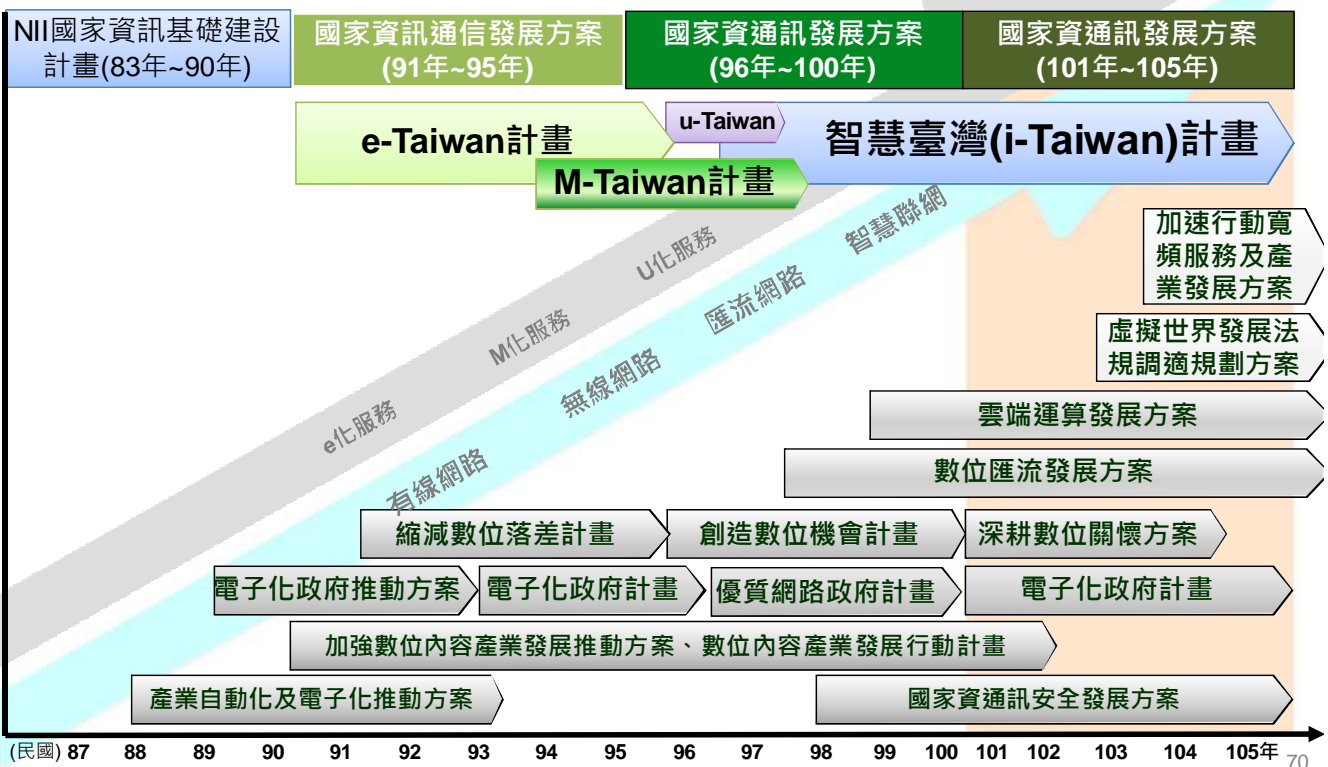 NII國家資訊基礎建設
計畫(83年~90年)
國家資訊通信發展方案
(91年~95年)
國家資通訊發展方案
(96年~100年)
國家資通訊發展方案
(101年~105年)
e-Taiwan計畫
u-Taiwan
智慧臺灣(i-Taiwan)計畫
M-Taiwan計畫
加速行動寬
頻服務及產
業發展方案
虛擬世界發展法
規調適規劃方案
e化服務
M化服務
U化服務
有線網路
無線網路
匯流網路
智慧聯網
雲端運算發展方案
數位匯流發展方案
縮減數位落差計畫
創造數位機會計畫
深耕數位關懷方案
電子化政府推動方案
電子化政府計畫
優質網路政府計畫
電子化政府計畫
加強數位內容產業發展推動方案、數位內容產業發展行動計畫
產業自動化及電子化推動方案
國家資通訊安全發展方案
(民國) 87 88 89 90 91 92 93 94 95 96 97 98 99 100 101 102 103 104 105年
70